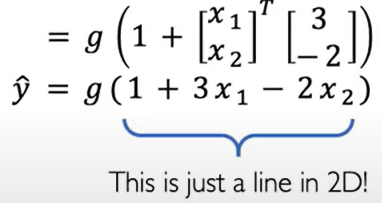 = g (1 + [x₁ x₂]ᵀ [3 −2])
ŷ = g (1 + 3x₁ − 2x₂)
This is just a line in 2D!